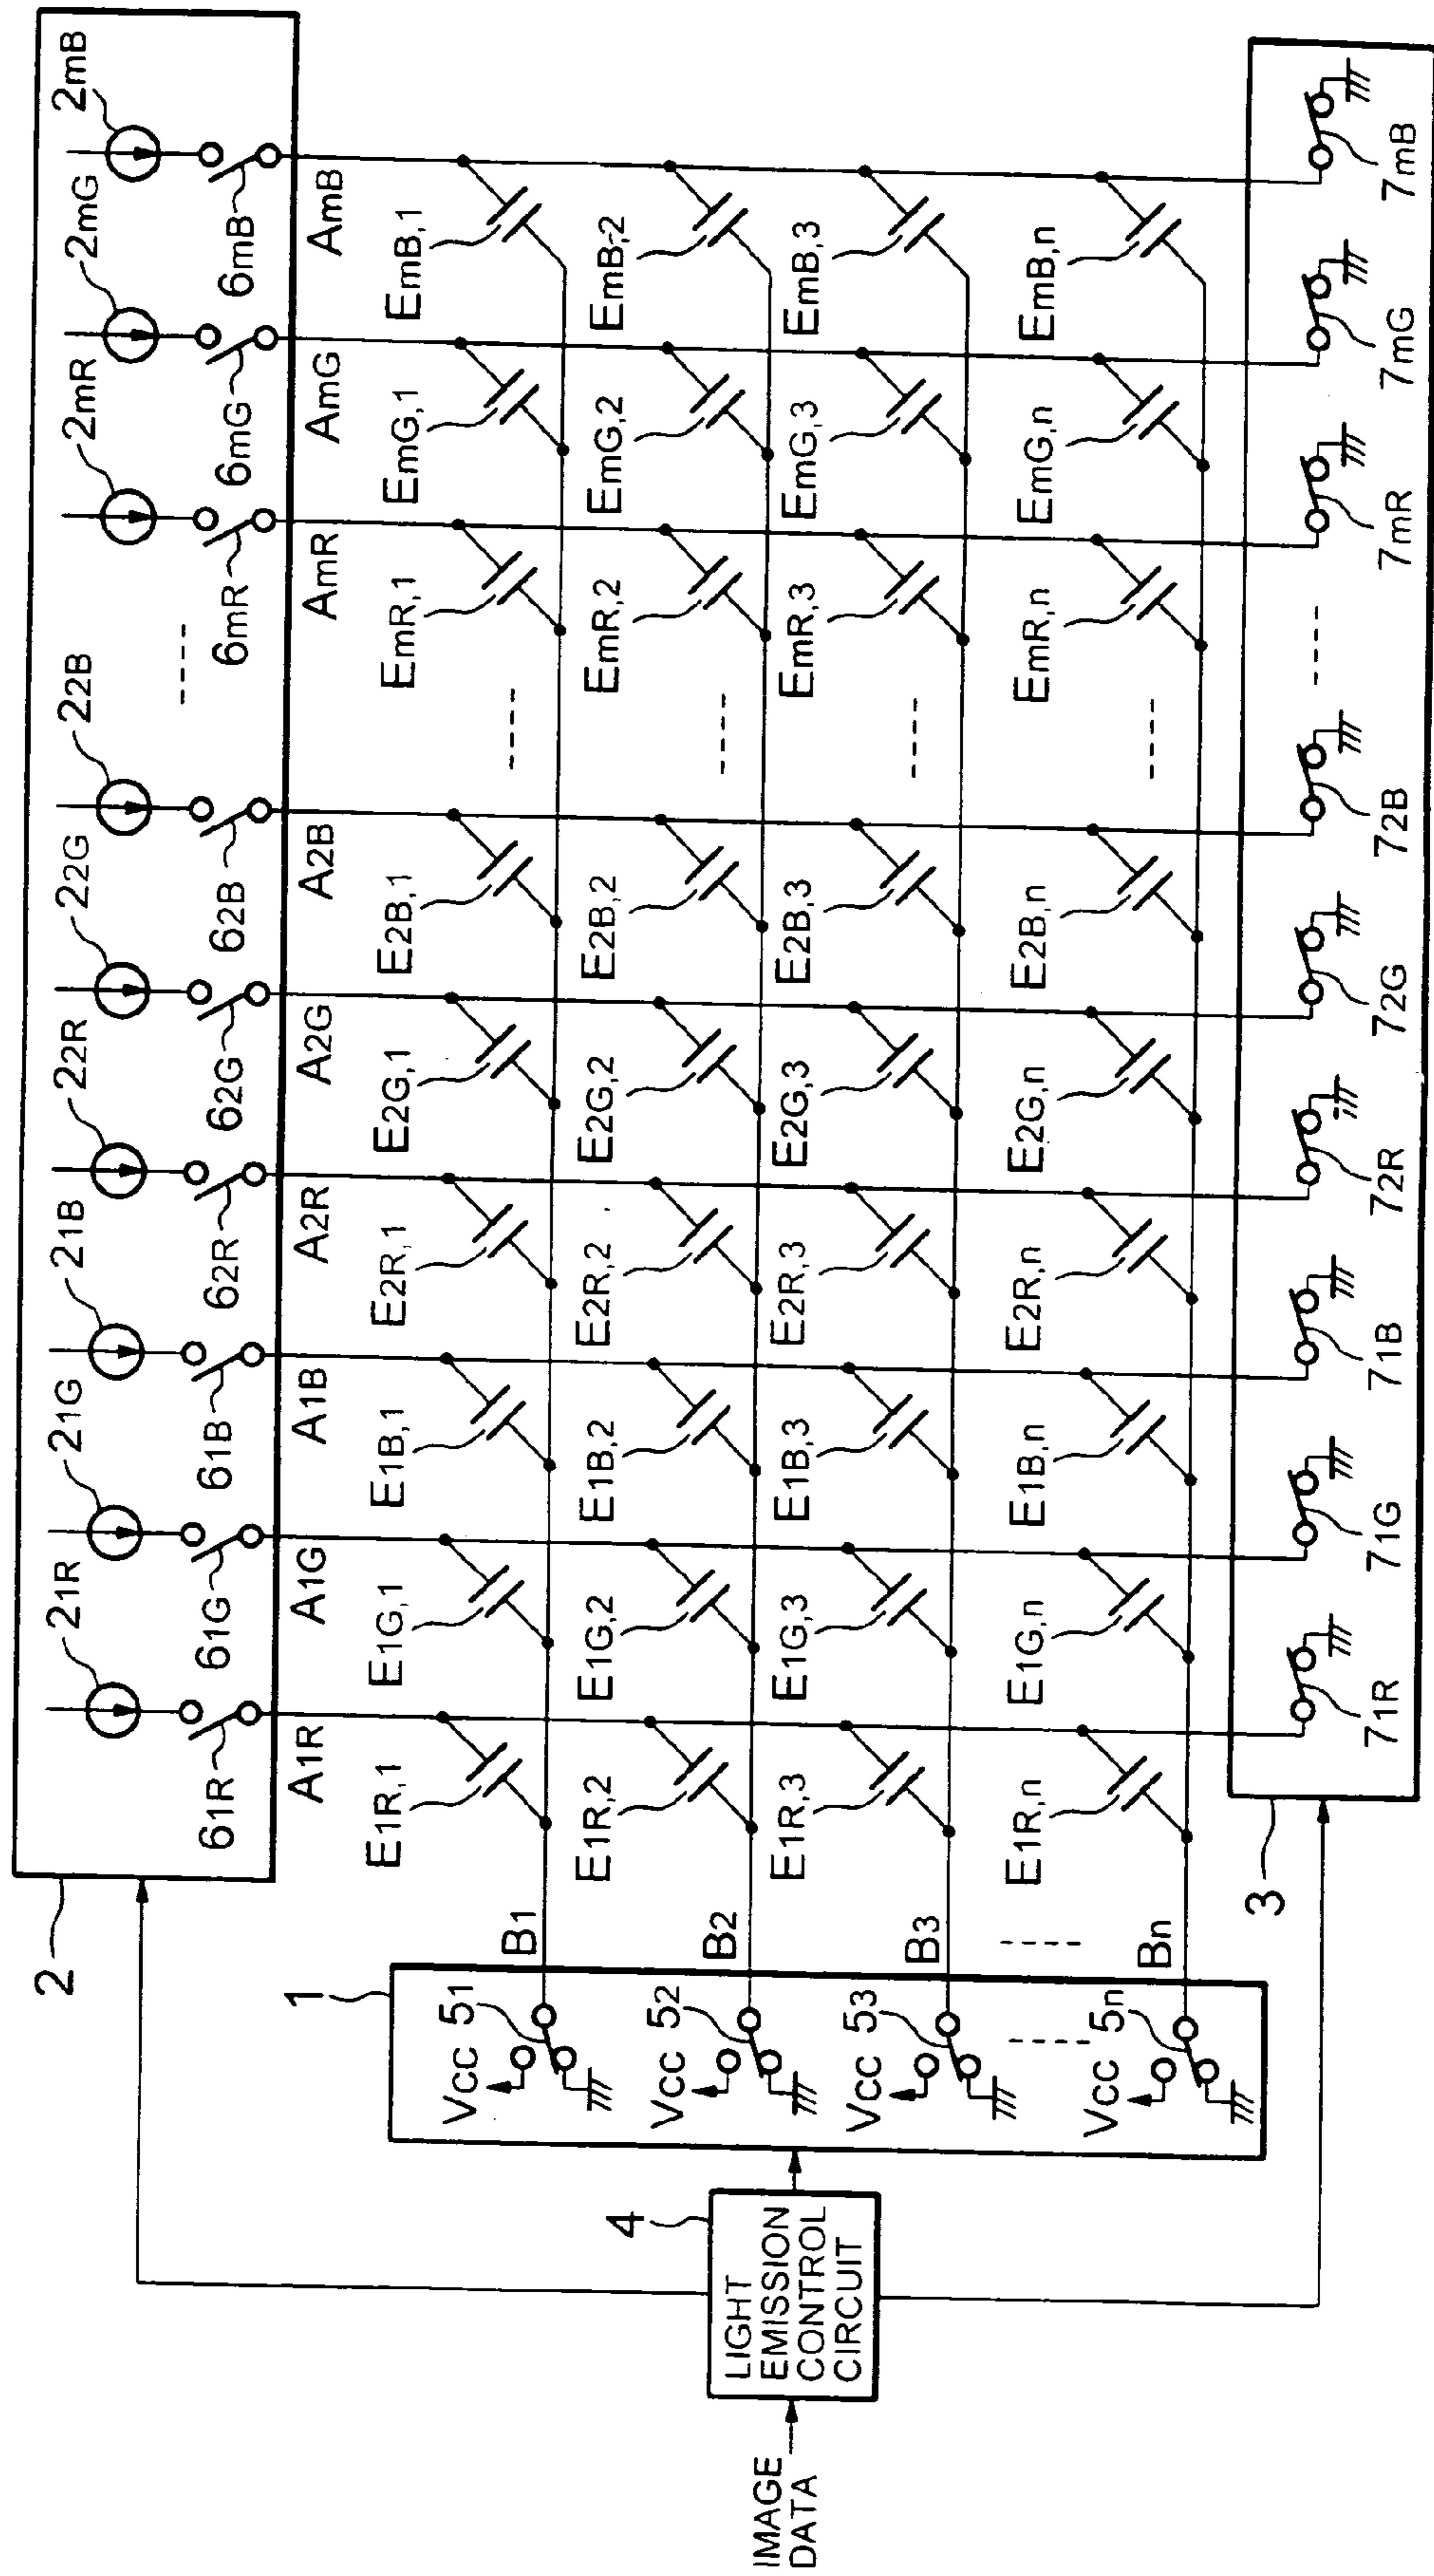 21R 21G 21B 22R 22G 22B 2mR 2mG 2mB
61R 61G 61B 62R 62G 62B ---- 6mR 6mG 6mB
2
A1R A1G A1B A2R A2G A2B AmR AmG AmB
1
E1R,1 E1G,1 E1B,1 E2R,1 E2G,1 E2B,1 EmR,1 EmG,1 EmB,1
VCC 51 B1
E1R,2 E1G,2 E1B,2 E2R,2 E2G,2 E2B,2 EmR,2 EmG,2 EmB,2
VCC 52 B2
E1R,3 E1G,3 E1B,3 E2R,3 E2G,3 E2B,3 EmR,3 EmG,3 EmB,3
VCC 53 B3
E1R,n E1G,n E1B,n E2R,n E2G,n E2B,n EmR,n EmG,n EmB,n
VCC 5n Bn
4
LIGHT
EMISSION
CONTROL
CIRCUIT
IMAGE
DATA
3
71R 71G 71B 72R 72G 72B 7mR 7mG 7mB